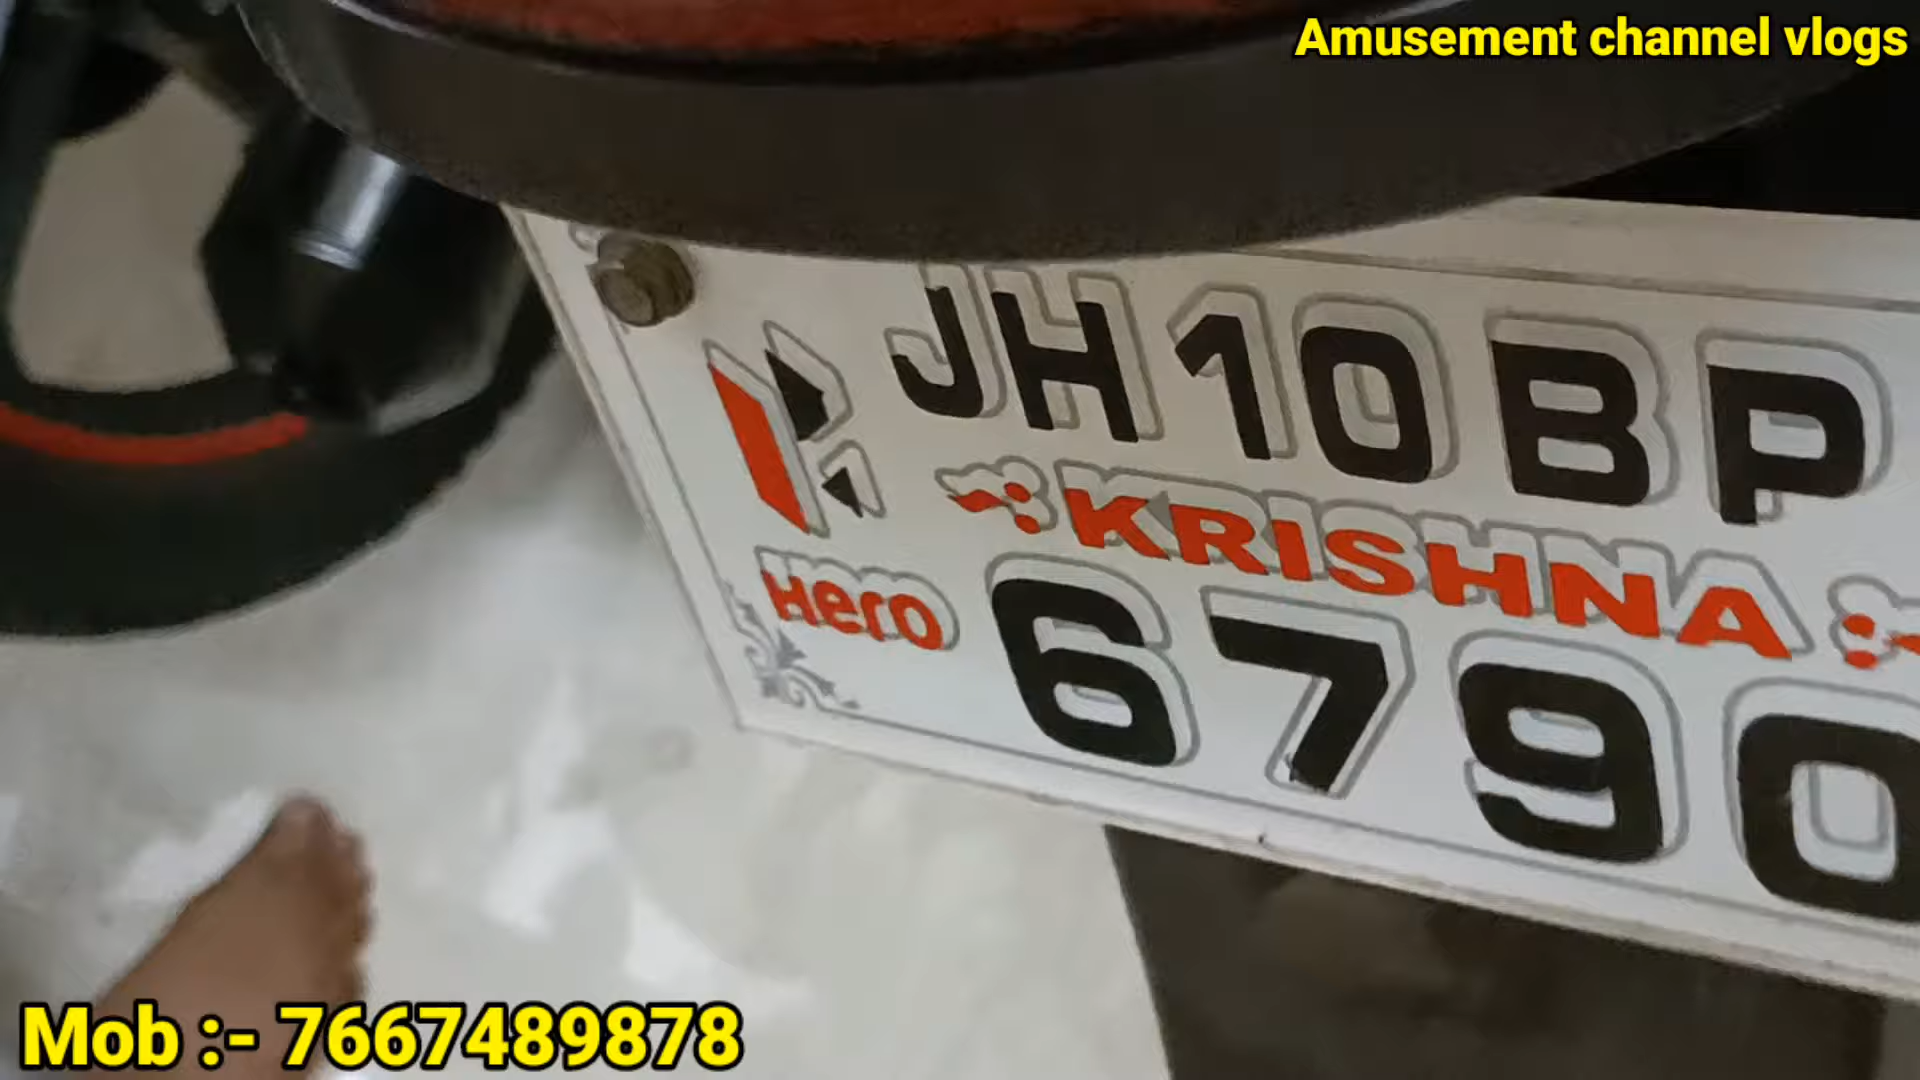 Amusement channel vlogs
JH10BP
KRISHNA
Hero
6790
Mob :- 7667489878